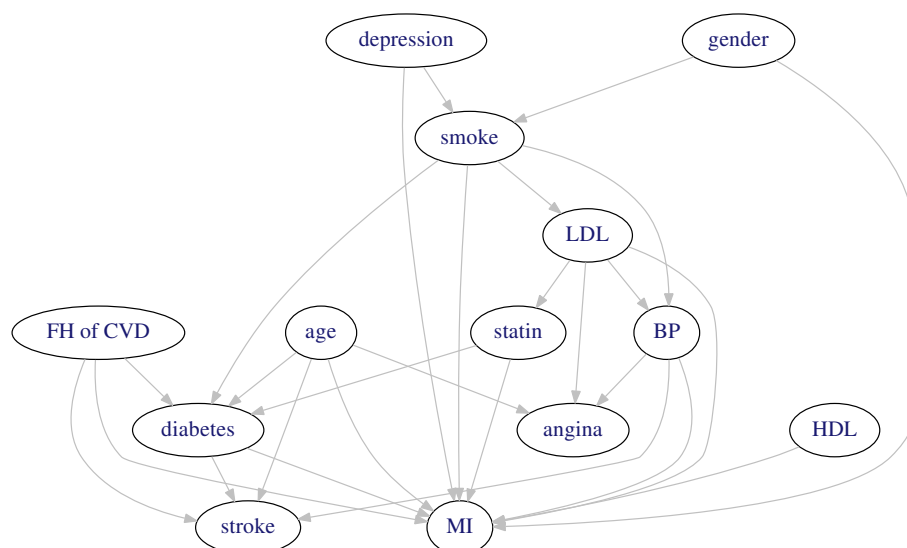 depression
gender
smoke
LDL
FH of CVD
age
statin
BP
diabetes
angina
HDL
stroke
MI